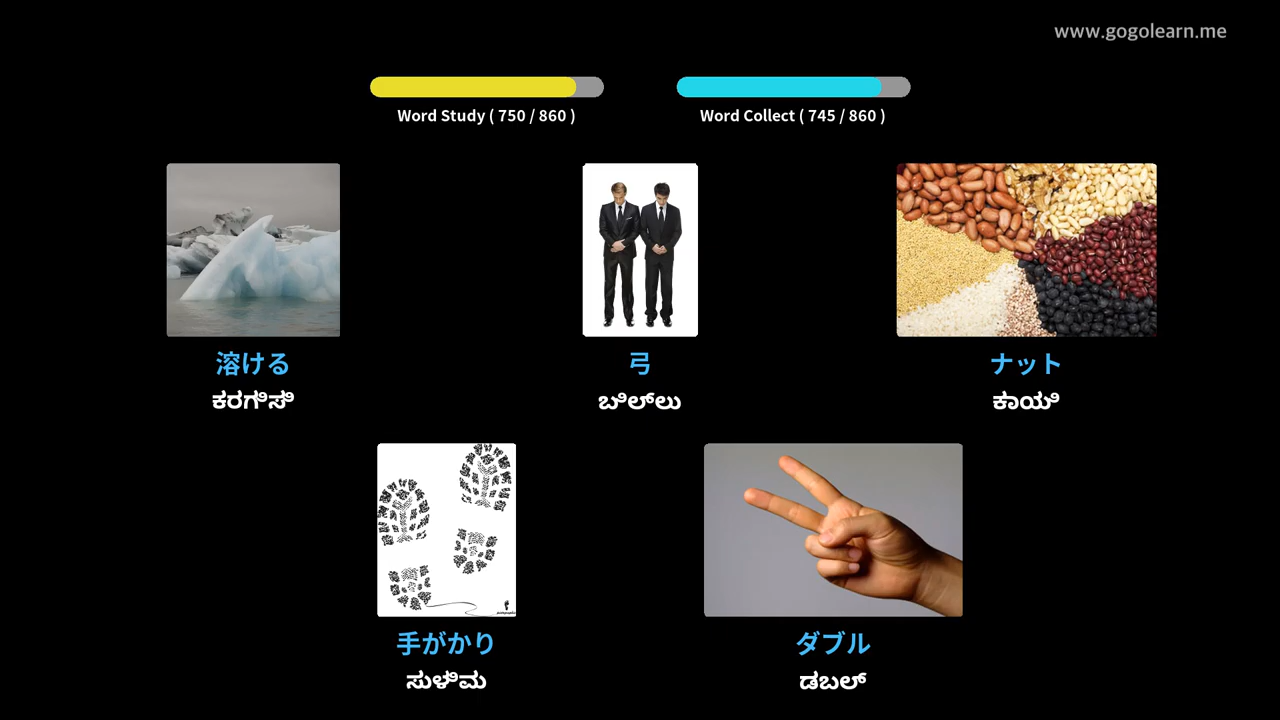 www.gogolearn.me
Word Study ( 750 / 860 )
Word Collect ( 745 / 860 )
溶ける
弓
ナット
ಕರಗಿಸಿ
ಬಿಲ್ಲು
ಕಾಯಿ
手がかり
ダブル
ಸುಳಿಮ
ಡಬಲ್